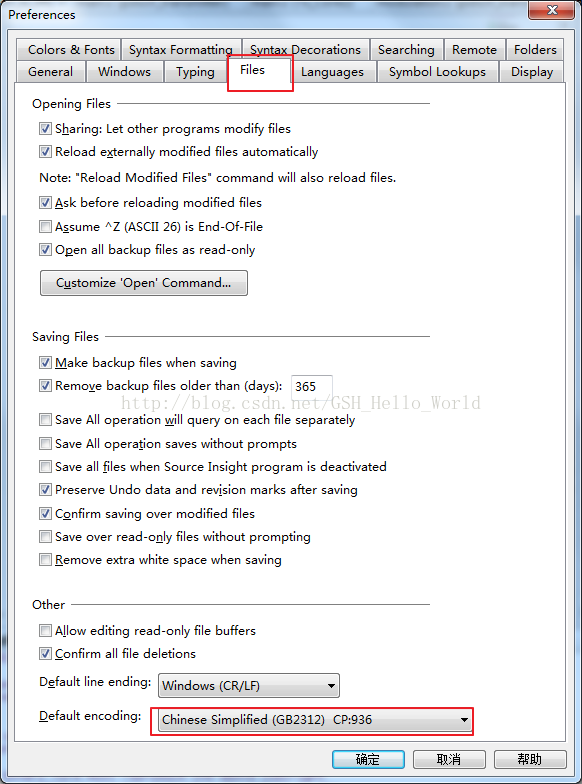 Preferences
Colors & Fonts Syntax Formatting Syntax Decorations Searching Remote Folders
General Windows Typing Files Languages Symbol Lookups Display
Opening Files
Sharing: Let other programs modify files
Reload externally modified files automatically
Note: "Reload Modified Files" command will also reload files.
Ask before reloading modified files
Assume ^Z (ASCII 26) is End-Of-File
Open all backup files as read-only
Customize 'Open' Command...
Saving Files
Make backup files when saving
Remove backup files older than (days): 365
http://blog.csdn.net/GSH_Hello_World
Save All operation will query on each file separately
Save All operation saves without prompts
Save all files when Source Insight program is deactivated
Preserve Undo data and revision marks after saving
Confirm saving over modified files
Save over read-only files without prompting
Remove extra white space when saving
Other
Allow editing read-only file buffers
Confirm all file deletions
Default line ending: Windows (CR/LF)
Default encoding: Chinese Simplified (GB2312) CP:936
确定 取消 帮助